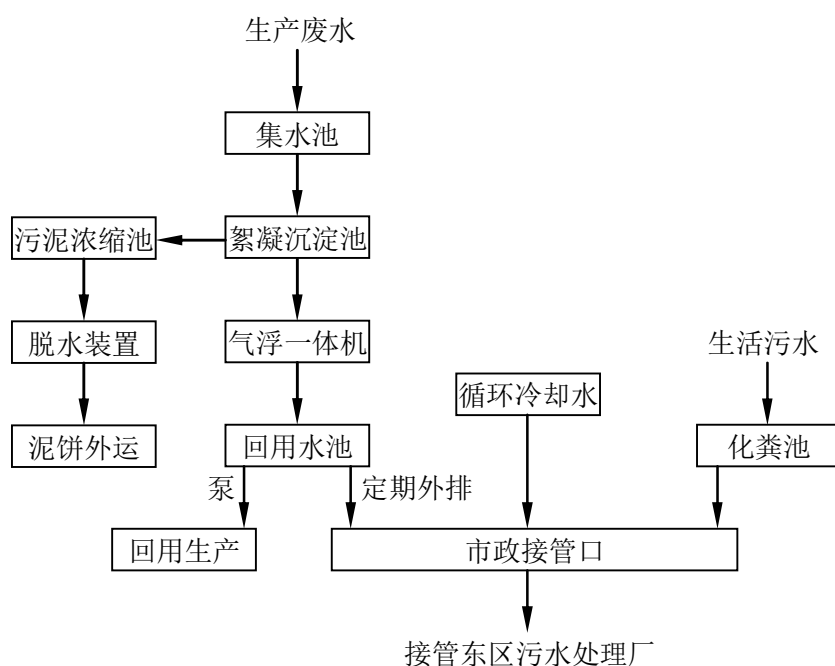 生产废水
集水池
污泥浓缩池
絮凝沉淀池
脱水装置
气浮一体机
生活污水
循环冷却水
泥饼外运
回用水池
化粪池
泵
定期外排
回用生产
市政接管口
接管东区污水处理厂